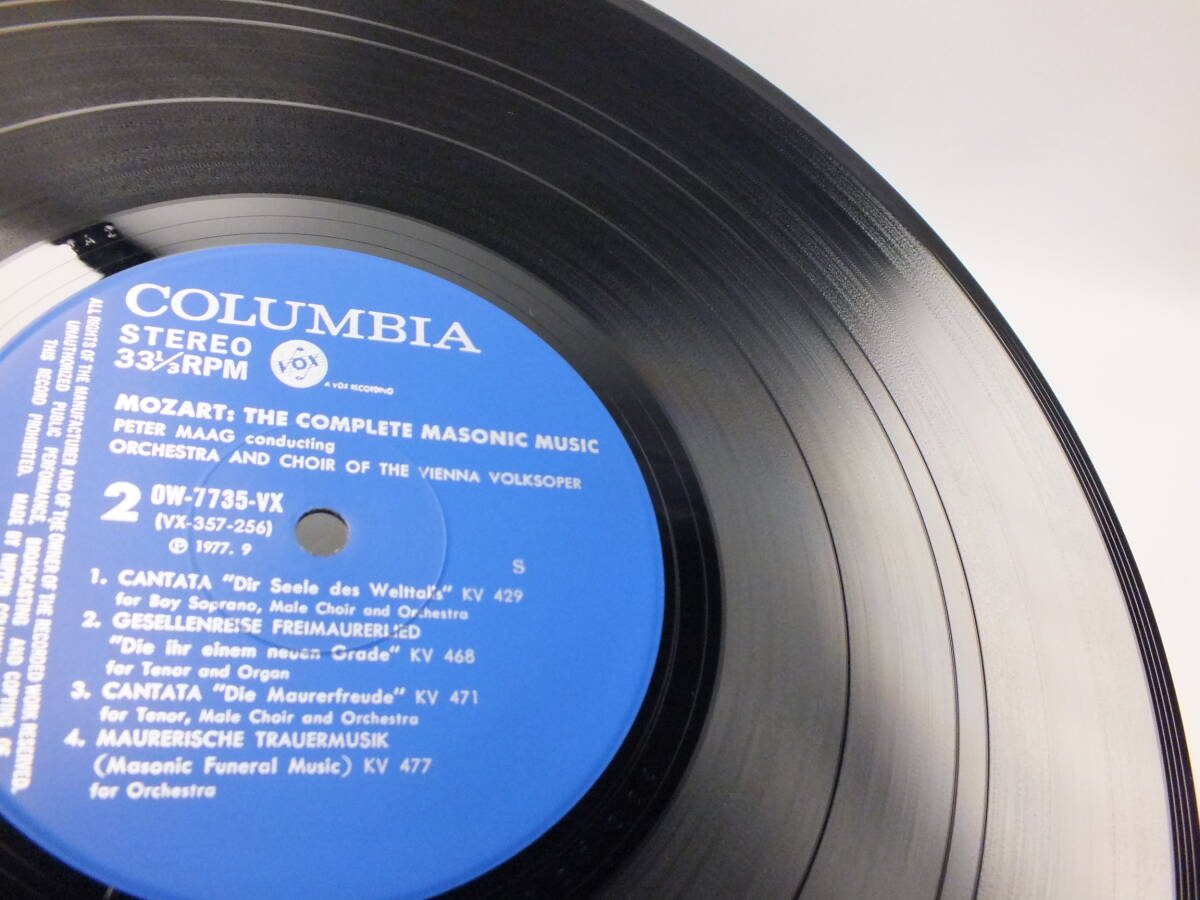 A 2
COLUMBIA
STEREO
33⅓RPM
VOX
A VOX RECORDING
MOZART: THE COMPLETE MASONIC MUSIC
PETER MAAG conducting
ORCHESTRA AND CHOIR OF THE VIENNA VOLKSOPER
2 OW-7735-VX
(VX-357-256)
℗ 1977. 9
S
1. CANTATA "Dir Seele des Welttalls" KV 429
for Boy Soprano, Male Choir and Orchestra
2. GESELLENREISE FREIMAURERLIED
"Die ihr einem neuen Grade" KV 468
for Tenor and Organ
3. CANTATA "Die Maurerfreude" KV 471
for Tenor, Male Choir and Orchestra
4. MAURERISCHE TRAUERMUSIK
(Masonic Funeral Music) KV 477
for Orchestra
ALL RIGHTS OF THE MANUFACTURER AND OF THE OWNER OF THE RECORDED WORK RESERVED.
UNAUTHORIZED PUBLIC PERFORMANCE, BROADCASTING AND COPYING OF
THIS RECORD PROHIBITED. MADE BY NIPPON